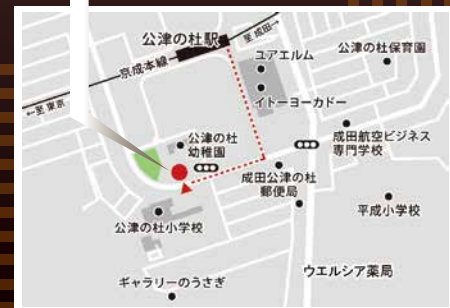 公津の杜駅
至 成田→
京成本線
←至 東京
ユアエルム
イトーヨーカドー
公津の杜保育園
公津の杜
幼稚園
成田航空ビジネス
専門学校
成田公津の杜
郵便局
平成小学校
公津の杜小学校
ギャラリーのうさぎ
ウエルシア薬局